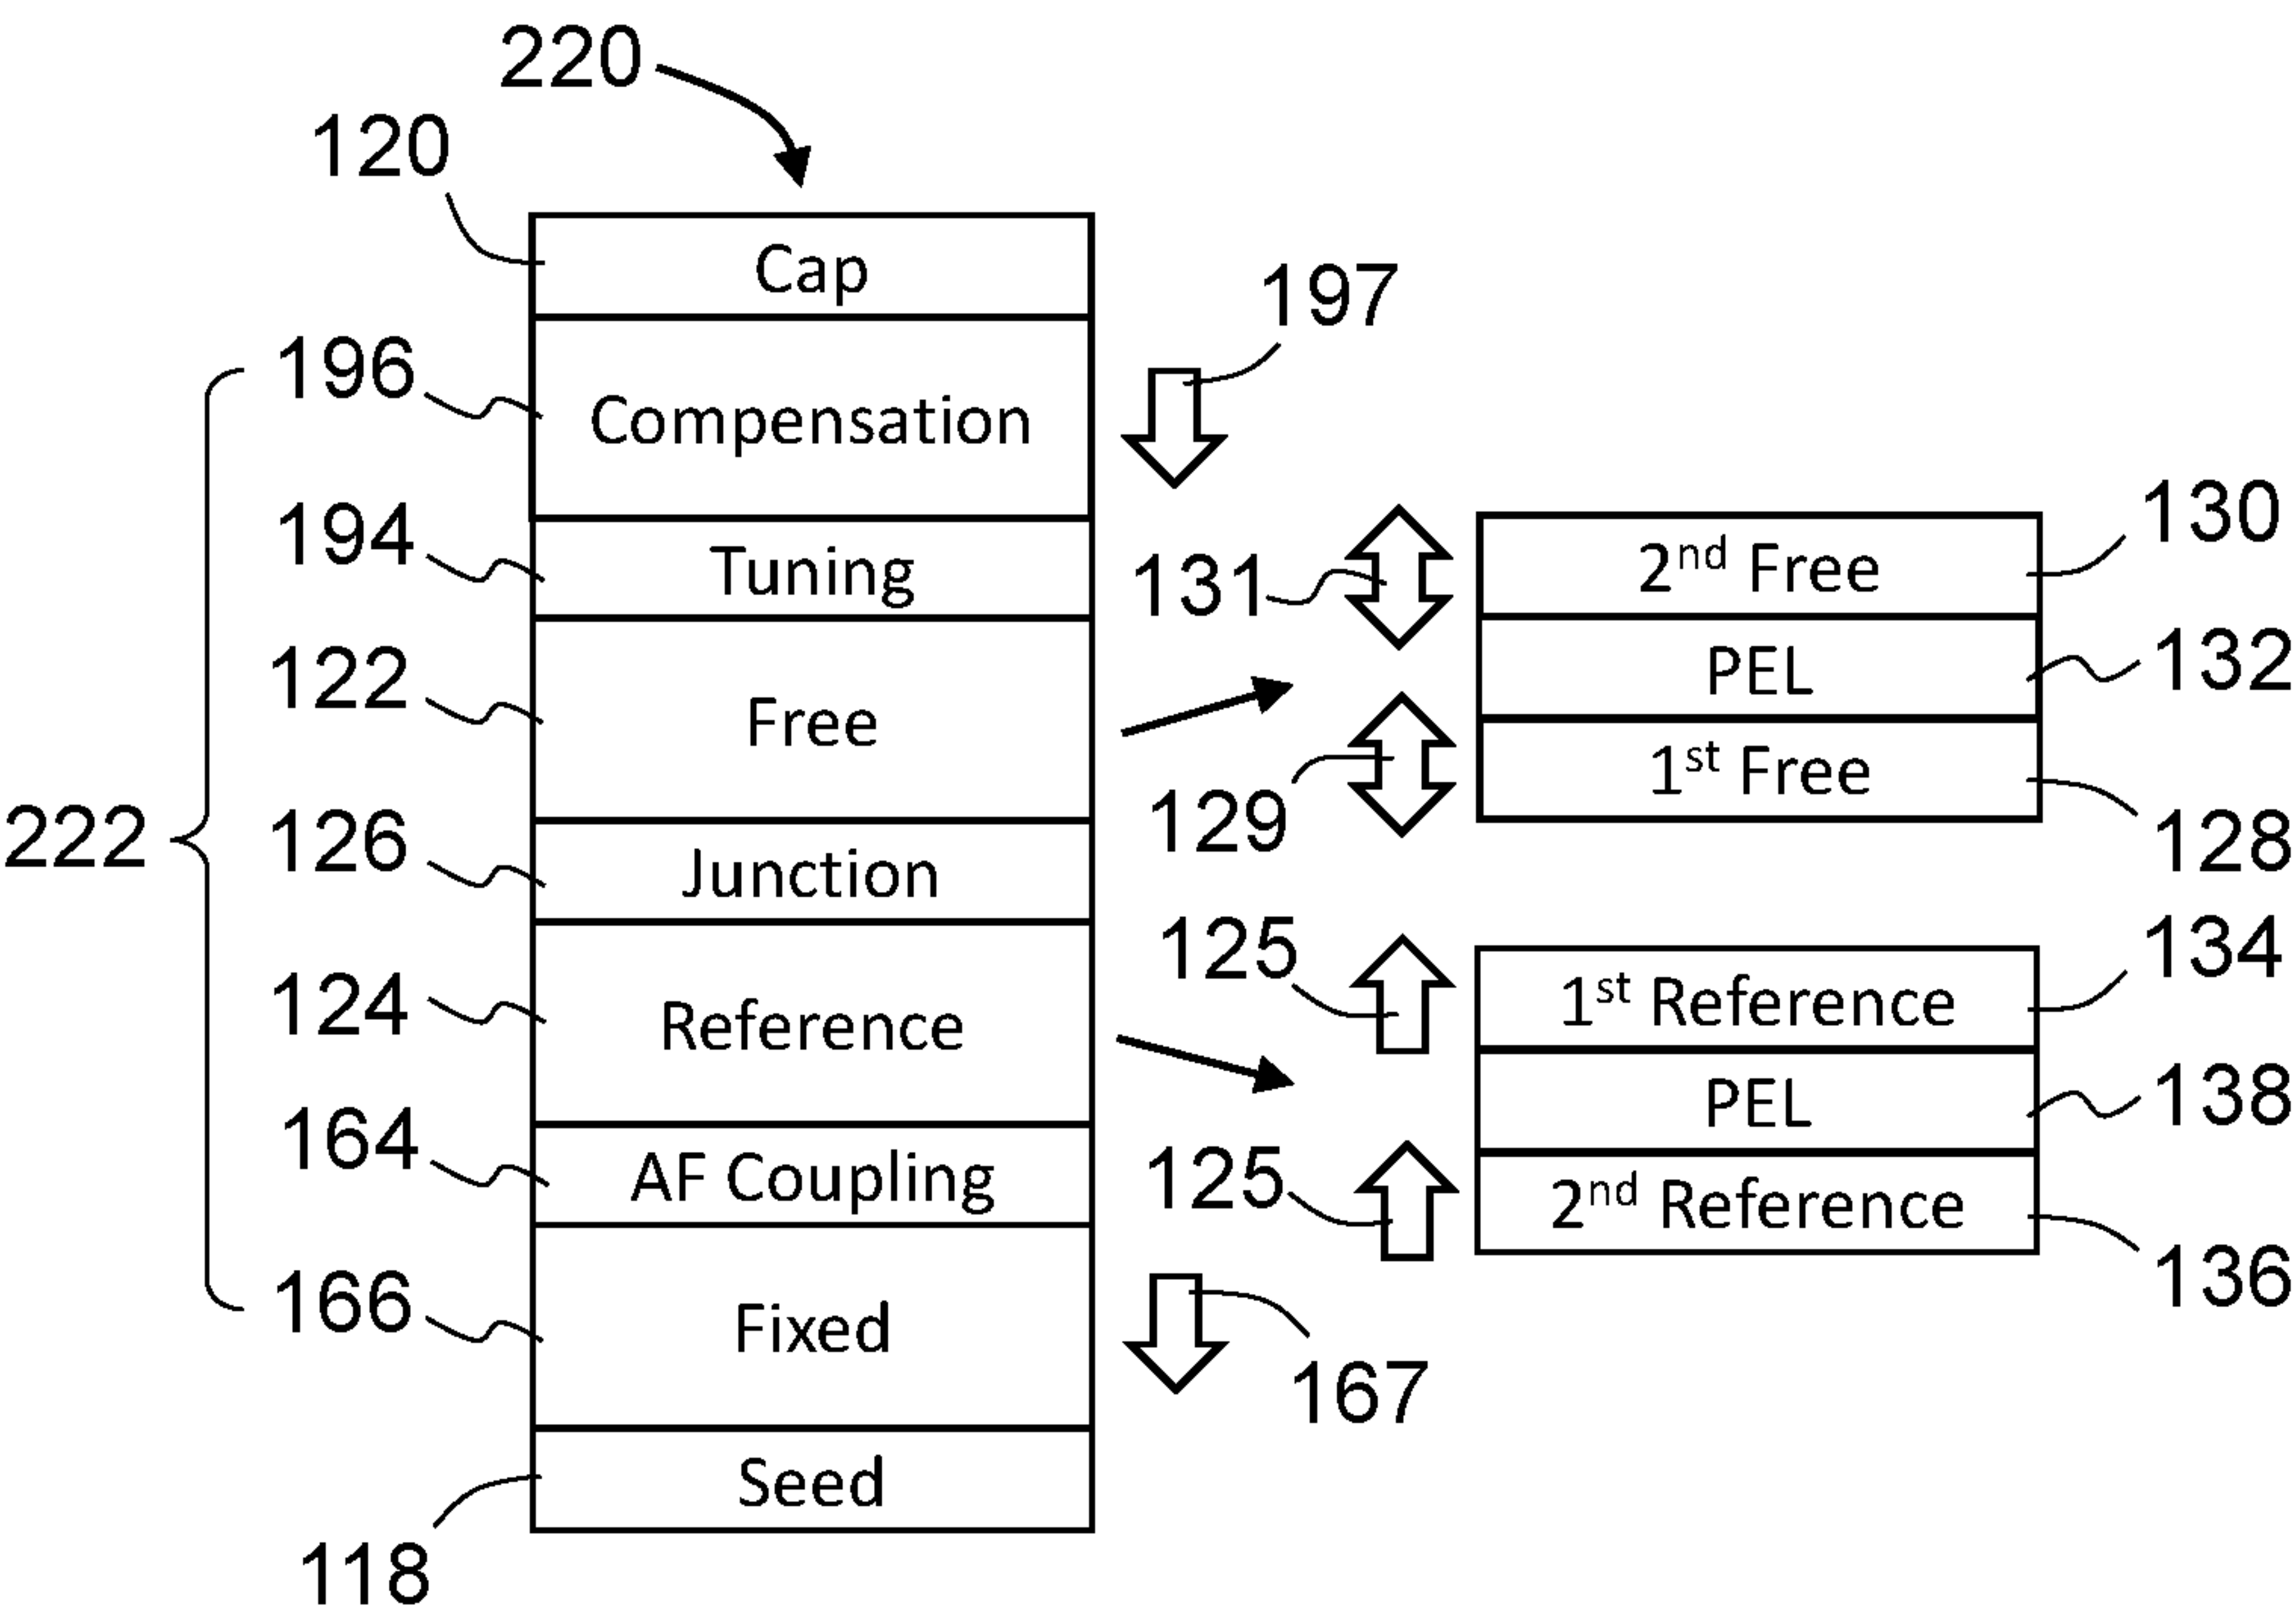 220
120
Cap
197
196
Compensation
130
194
Tuning
131
2nd Free
132
122
Free
PEL
129
1st Free
222
126
Junction
128
125
134
124
Reference
1st Reference
138
PEL
164
AF Coupling
125
2nd Reference
136
166
Fixed
167
Seed
118